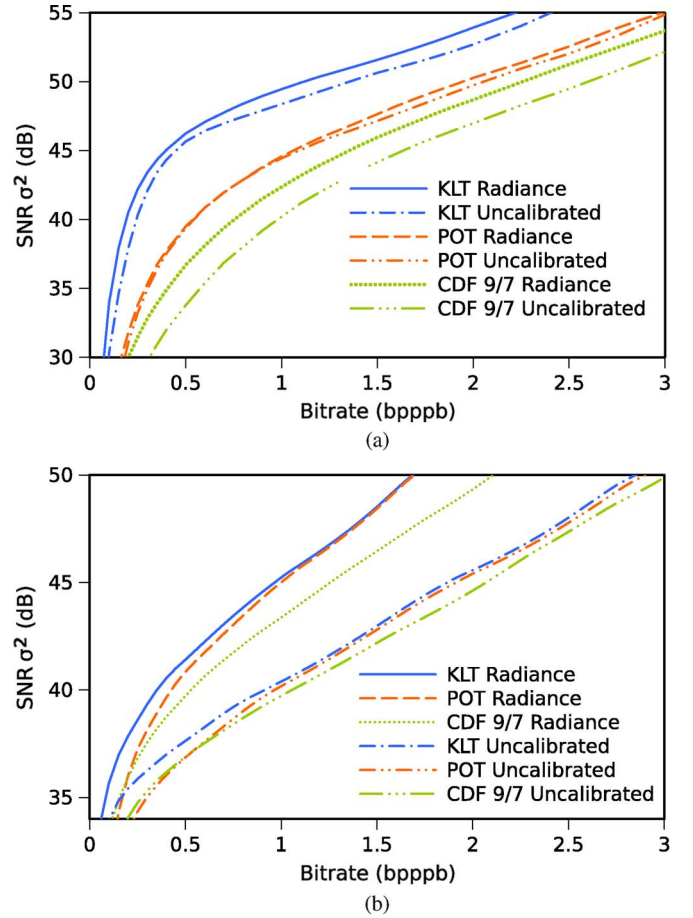 55
50
45
40
35
30
SNR σ² (dB)
0 0.5 1 1.5 2 2.5 3
Bitrate (bpppb)
KLT Radiance
KLT Uncalibrated
POT Radiance
POT Uncalibrated
CDF 9/7 Radiance
CDF 9/7 Uncalibrated
(a)
50
45
40
35
SNR σ² (dB)
0 0.5 1 1.5 2 2.5 3
Bitrate (bpppb)
KLT Radiance
POT Radiance
CDF 9/7 Radiance
KLT Uncalibrated
POT Uncalibrated
CDF 9/7 Uncalibrated
(b)